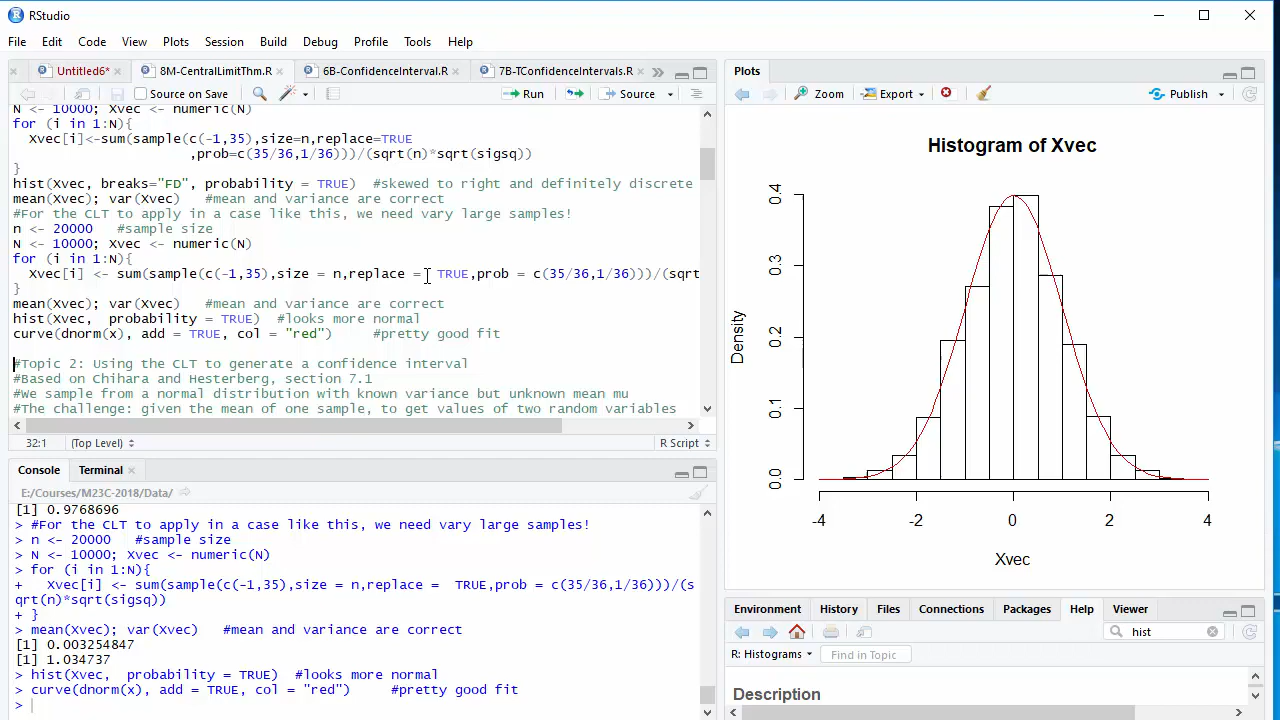 RStudio
File Edit Code View Plots Session Build Debug Profile Tools Help
Untitled6* 8M-CentralLimitThm.R 6B-ConfidenceInterval.R 7B-TConfidenceIntervals.R
Source on Save Run Source
N <- 10000; Xvec <- numeric(N)
for (i in 1:N){
Xvec[i]<-sum(sample(c(-1,35),size=n,replace=TRUE
,prob=c(35/36,1/36)))/(sqrt(n)*sqrt(sigsq))
}
hist(Xvec, breaks="FD", probability = TRUE)  #skewed to right and definitely discrete
mean(Xvec); var(Xvec)   #mean and variance are correct
#For the CLT to apply in a case like this, we need vary large samples!
n <- 20000   #sample size
N <- 10000; Xvec <- numeric(N)
for (i in 1:N){
Xvec[i] <- sum(sample(c(-1,35),size = n,replace =  TRUE,prob = c(35/36,1/36)))/(sqrt
}
mean(Xvec); var(Xvec)   #mean and variance are correct
hist(Xvec,  probability = TRUE)  #looks more normal
curve(dnorm(x), add = TRUE, col = "red")     #pretty good fit
#Topic 2: Using the CLT to generate a confidence interval
#Based on Chihara and Hesterberg, section 7.1
#We sample from a normal distribution with known variance but unknown mean mu
#The challenge: given the mean of one sample, to get values of two random variables
32:1 (Top Level) R Script
Console Terminal
E:/Courses/M23C-2018/Data/
[1] 0.9768696
> #For the CLT to apply in a case like this, we need vary large samples!
> n <- 20000   #sample size
> N <- 10000; Xvec <- numeric(N)
> for (i in 1:N){
+   Xvec[i] <- sum(sample(c(-1,35),size = n,replace =  TRUE,prob = c(35/36,1/36)))/(s
qrt(n)*sqrt(sigsq))
+ }
> mean(Xvec); var(Xvec)   #mean and variance are correct
[1] 0.003254847
[1] 1.034737
> hist(Xvec,  probability = TRUE)  #looks more normal
> curve(dnorm(x), add = TRUE, col = "red")     #pretty good fit
>
Plots
Zoom Export Publish
Histogram of Xvec
Density
0.4
0.3
0.2
0.1
0.0
-4 -2 0 2 4
Xvec
Environment History Files Connections Packages Help Viewer
hist
R: Histograms Find in Topic
Description